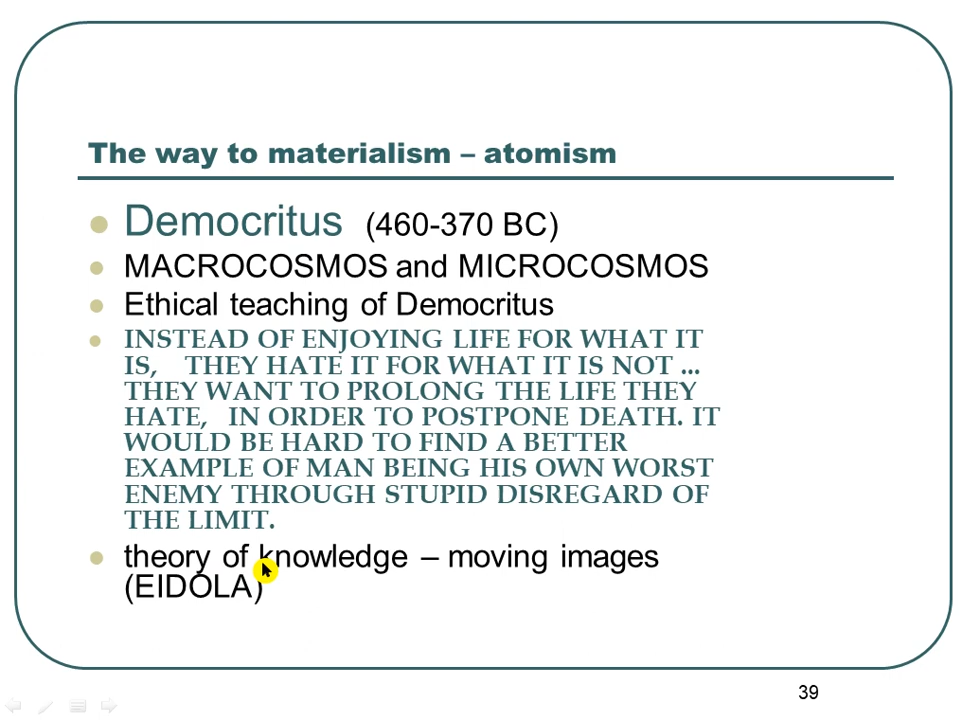 The way to materialism – atomism
Democritus (460-370 BC)
MACROCOSMOS and MICROCOSMOS
Ethical teaching of Democritus
INSTEAD OF ENJOYING LIFE FOR WHAT IT
IS, THEY HATE IT FOR WHAT IT IS NOT ...
THEY WANT TO PROLONG THE LIFE THEY
HATE, IN ORDER TO POSTPONE DEATH. IT
WOULD BE HARD TO FIND A BETTER
EXAMPLE OF MAN BEING HIS OWN WORST
ENEMY THROUGH STUPID DISREGARD OF
THE LIMIT.
theory of knowledge – moving images
(EIDOLA)
39